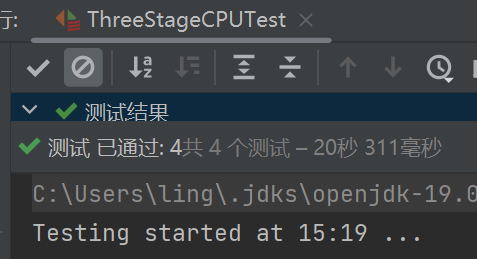 行: ThreeStageCPUTest
测试结果
测试 已通过: 4共 4 个测试 – 20秒 311毫秒
C:\Users\ling\.jdks\openjdk-19.0
Testing started at 15:19 ...